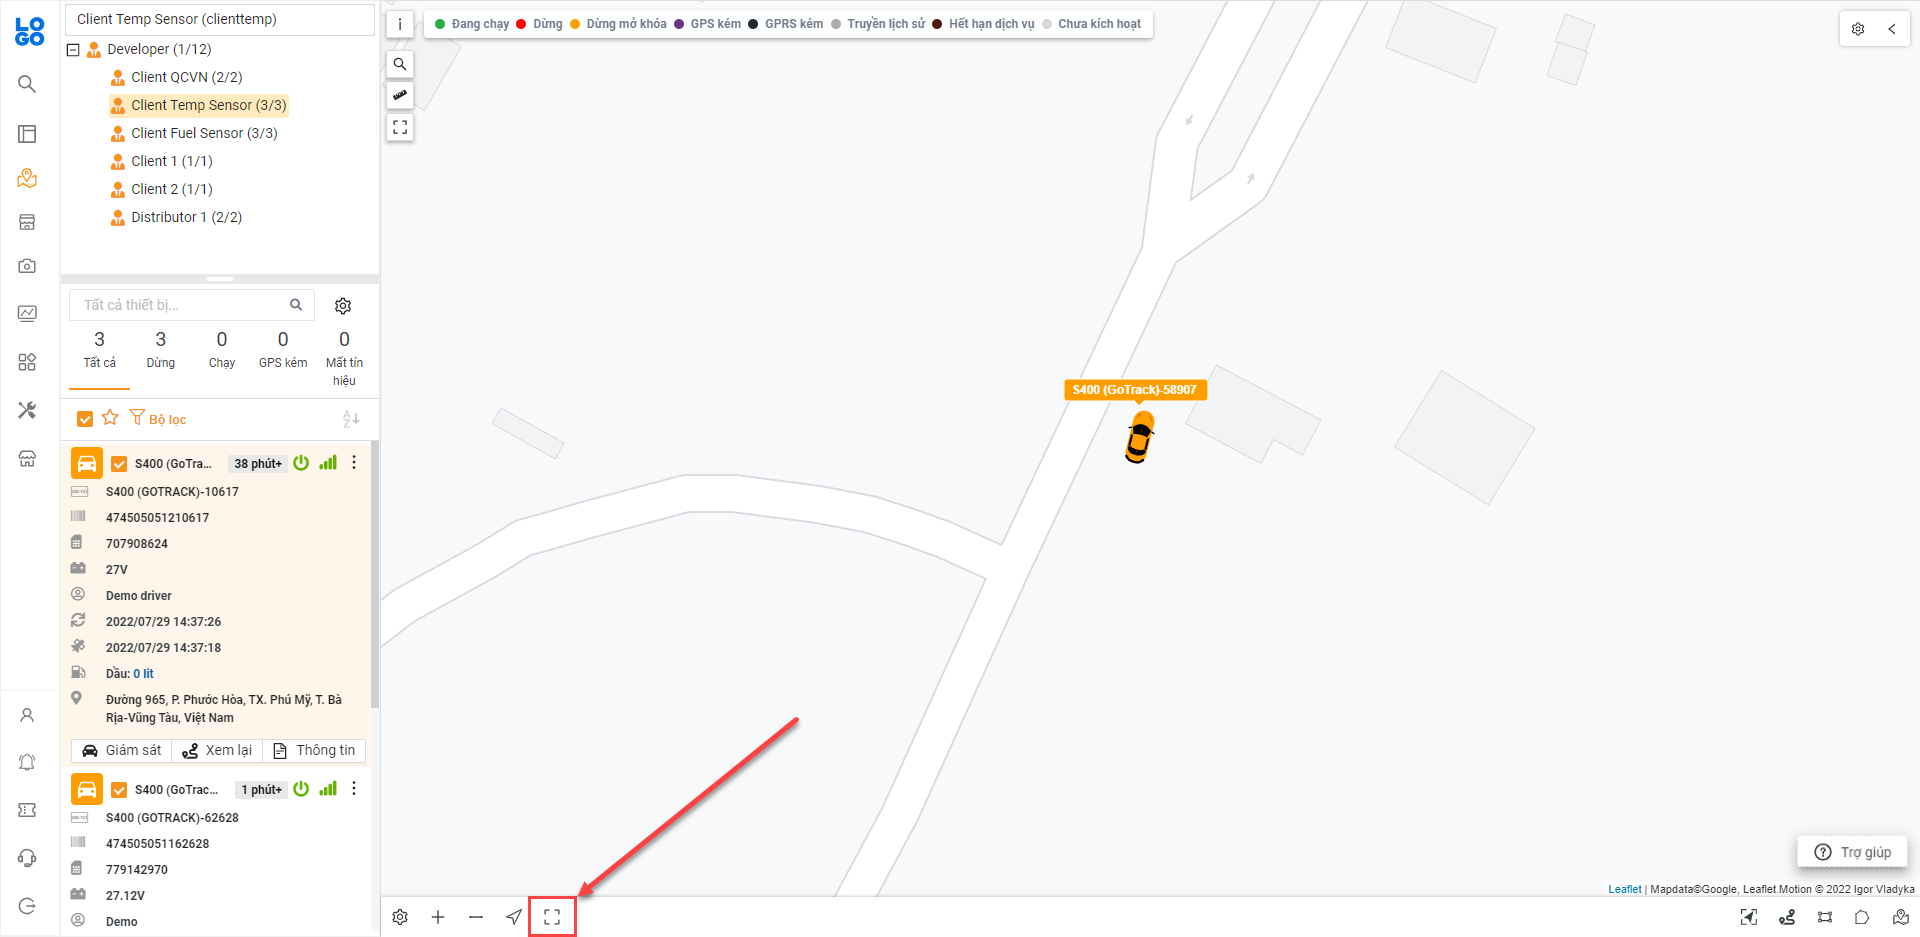 LO
GO
Client Temp Sensor (clienttemp)
Developer (1/12)
Client QCVN (2/2)
Client Temp Sensor (3/3)
Client Fuel Sensor (3/3)
Client 1 (1/1)
Client 2 (1/1)
Distributor 1 (2/2)
Tất cả thiết bị...
3 3 0 0 0
Tất cả Dừng Chạy GPS kém Mất tín hiệu
Bộ lọc
S400 (GoTra... 38 phút+
S400 (GOTRACK)-10617
474505051210617
707908624
27V
Demo driver
2022/07/29 14:37:26
2022/07/29 14:37:18
Dầu: 0 lit
Đường 965, P. Phước Hòa, TX. Phú Mỹ, T. Bà
Rịa-Vũng Tàu, Việt Nam
Giám sát Xem lại Thông tin
S400 (GoTrac... 1 phút+
S400 (GOTRACK)-62628
474505051162628
779142970
27.12V
Demo
i
Đang chạy Dừng Dừng mở khóa GPS kém GPRS kém Truyền lịch sử Hết hạn dịch vụ Chưa kích hoạt
S400 (GoTrack)-58907
Trợ giúp
Leaflet | Mapdata©Google, Leaflet.Motion © 2022 Igor Vladyka